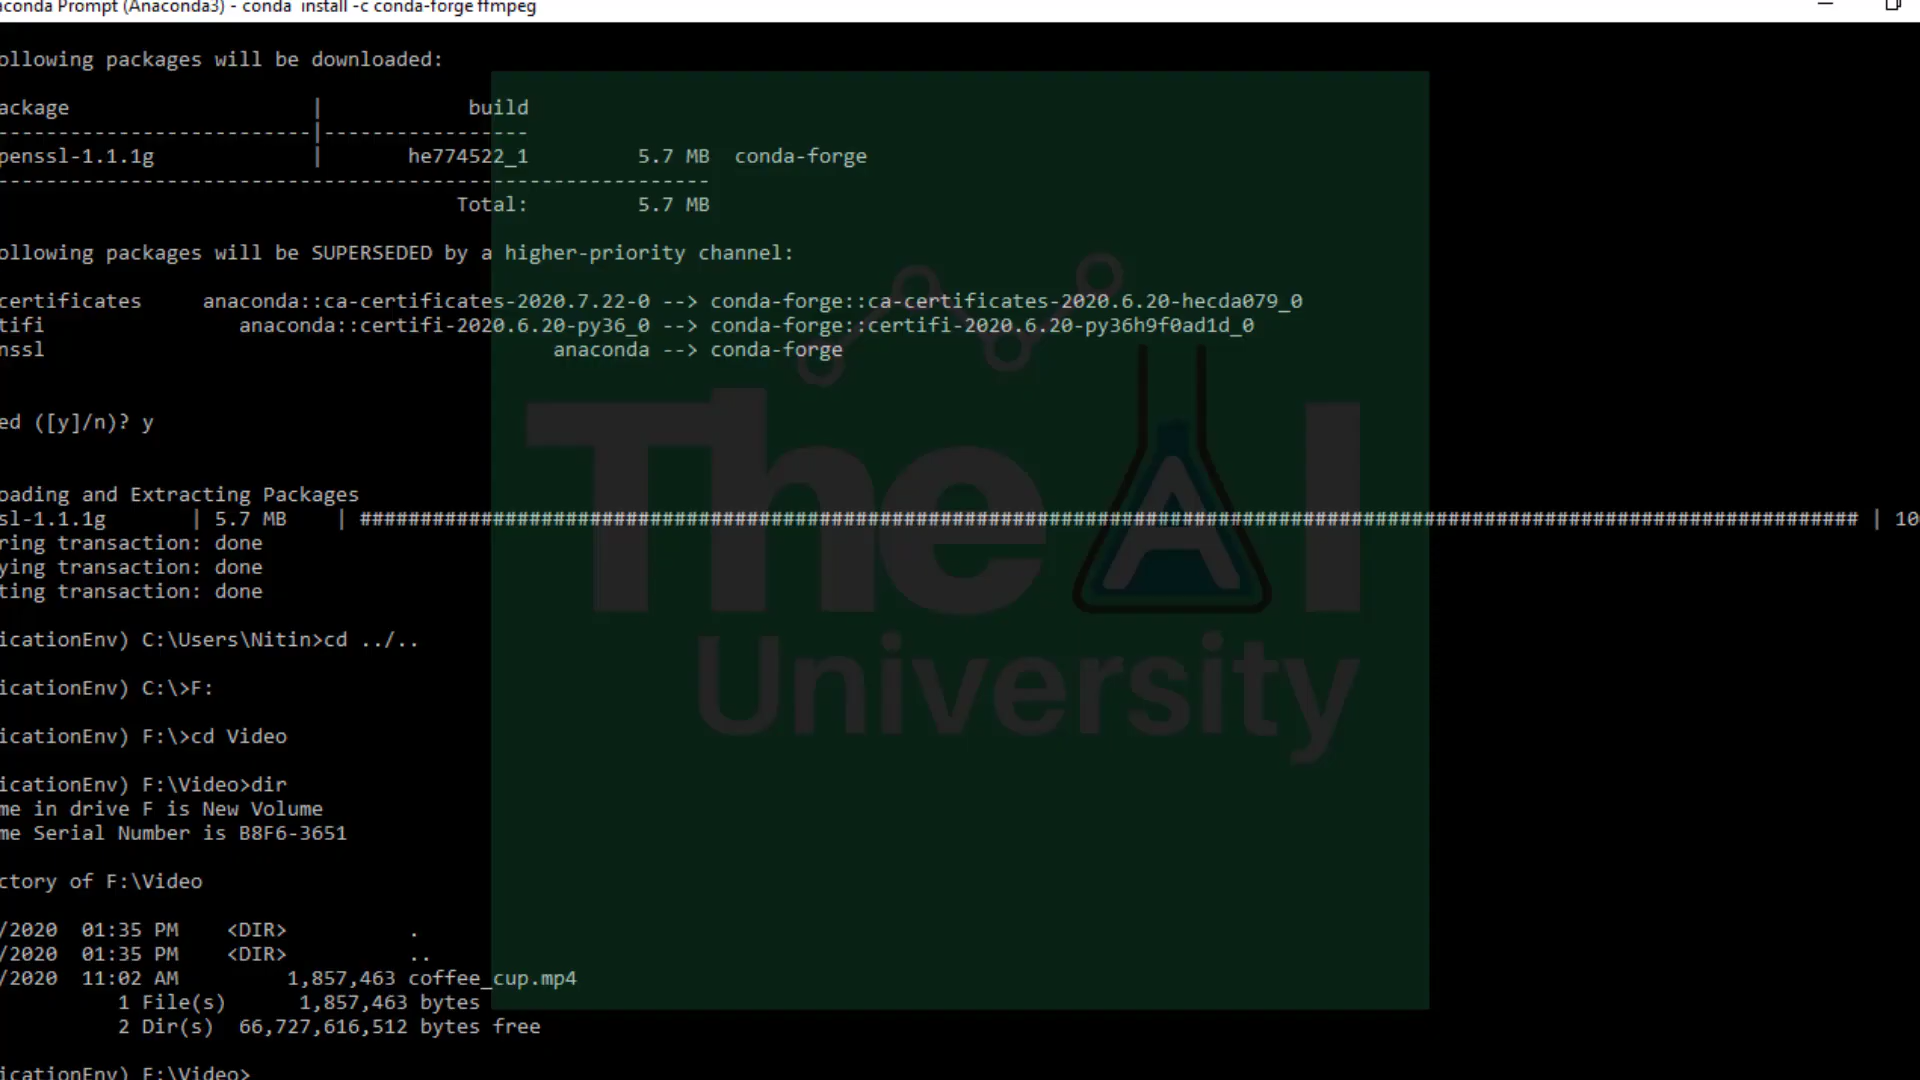 aconda Prompt (Anaconda3) - conda  install -c conda-forge ffmpeg
ollowing packages will be downloaded:
ackage                    |            build
--------------------------|-----------------
penssl-1.1.1g             |       he774522_1         5.7 MB  conda-forge
-----------------------------------------------------------
Total:         5.7 MB
ollowing packages will be SUPERSEDED by a higher-priority channel:
certificates     anaconda::ca-certificates-2020.7.22-0 --> conda-forge::ca-certificates-2020.6.20-hecda079_0
tifi                anaconda::certifi-2020.6.20-py36_0 --> conda-forge::certifi-2020.6.20-py36h9f0ad1d_0
nssl                                          anaconda --> conda-forge
ed ([y]/n)? y
oading and Extracting Packages
sl-1.1.1g       | 5.7 MB    | ############################################################################################################################# | 10
ring transaction: done
ying transaction: done
ting transaction: done
icationEnv) C:\Users\Nitin>cd ../..
icationEnv) C:\>F:
icationEnv) F:\>cd Video
icationEnv) F:\Video>dir
me in drive F is New Volume
me Serial Number is B8F6-3651
ctory of F:\Video
/2020  01:35 PM    <DIR>          .
/2020  01:35 PM    <DIR>          ..
/2020  11:02 AM         1,857,463 coffee_cup.mp4
1 File(s)      1,857,463 bytes
2 Dir(s)  66,727,616,512 bytes free
icationEnv) F:\Video>
The AI
University